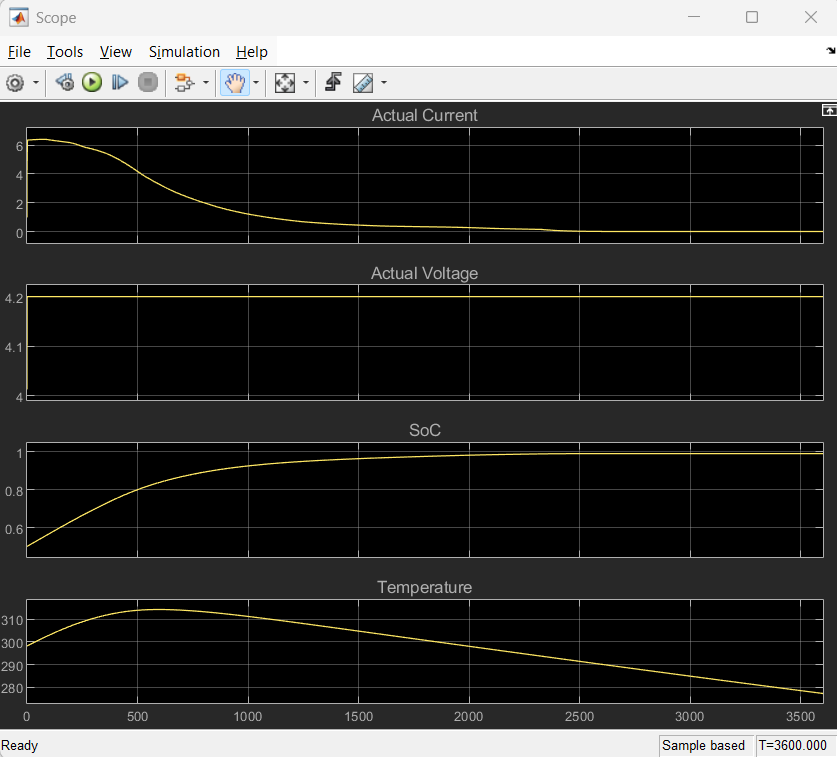 Scope
File Tools View Simulation Help
Actual Current
6
4
2
0
Actual Voltage
4.2
4.1
4
SoC
1
0.8
0.6
Temperature
310
300
290
280
0 500 1000 1500 2000 2500 3000 3500
Ready Sample based T=3600.000